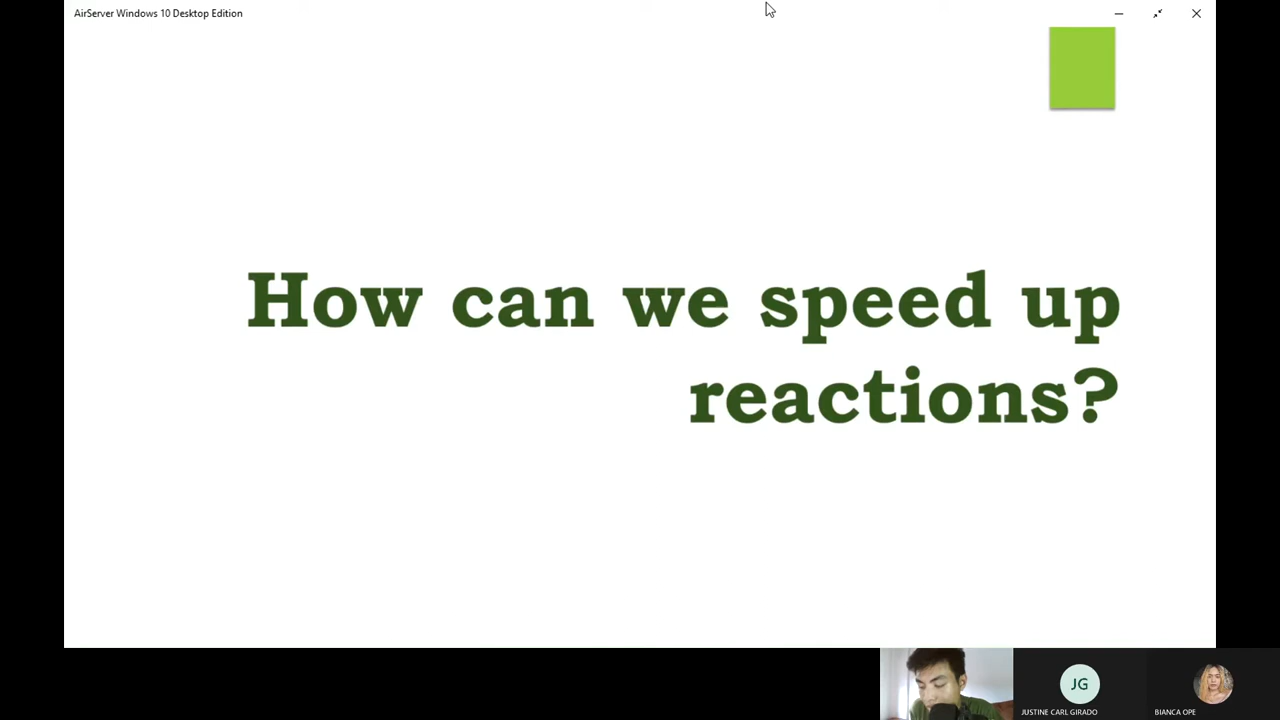 AirServer Windows 10 Desktop Edition
How can we speed up
reactions?
JG
JUSTINE CARL GIRADO
BIANCA OPE